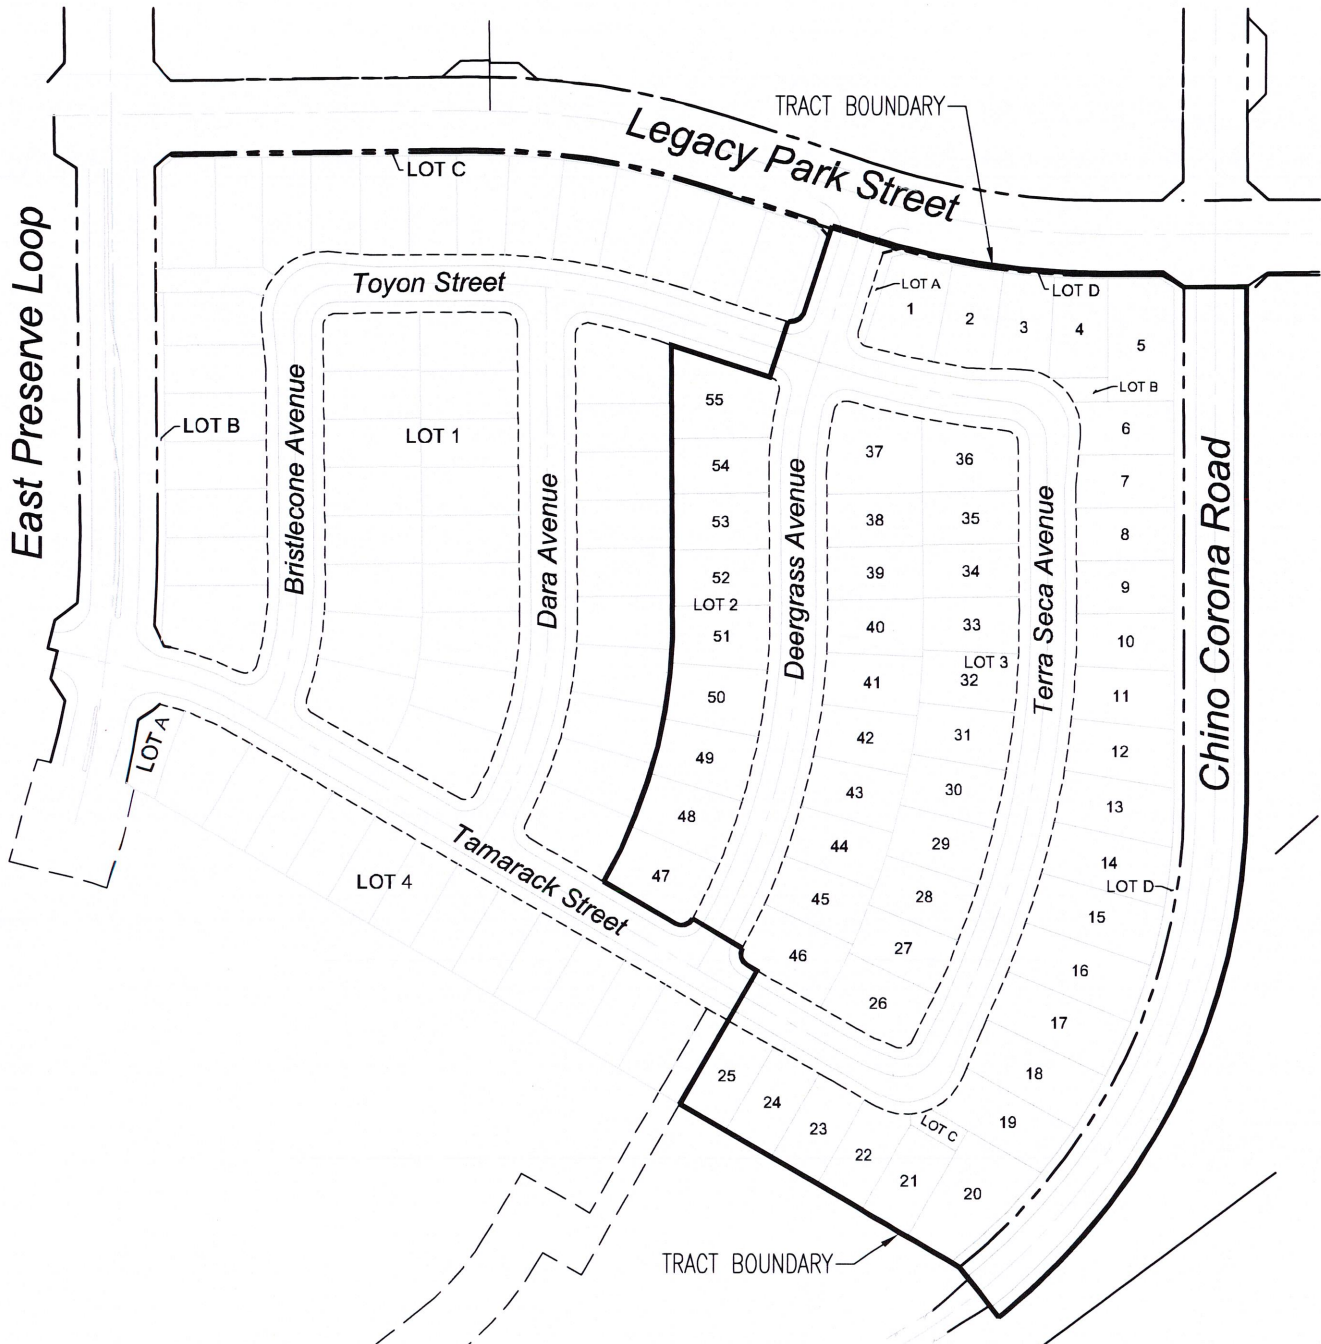 TRACT BOUNDARY
Legacy Park Street
LOT C
East Preserve Loop
Toyon Street
LOT A
LOT D
1
2
3
4
5
LOT B
55
6
LOT B
LOT 1
37
36
54
7
Bristlecone Avenue
Dara Avenue
Deergrass Avenue
Terra Seca Avenue
Chino Corona Road
53
38
35
8
52
39
34
9
LOT 2
51
40
33
10
LOT 3
32
50
41
11
42
31
12
LOT A
49
43
30
13
48
44
29
14
Tamarack Street
47
LOT D
LOT 4
45
28
15
46
27
16
26
17
25
18
24
19
23
LOT C
22
21
20
TRACT BOUNDARY